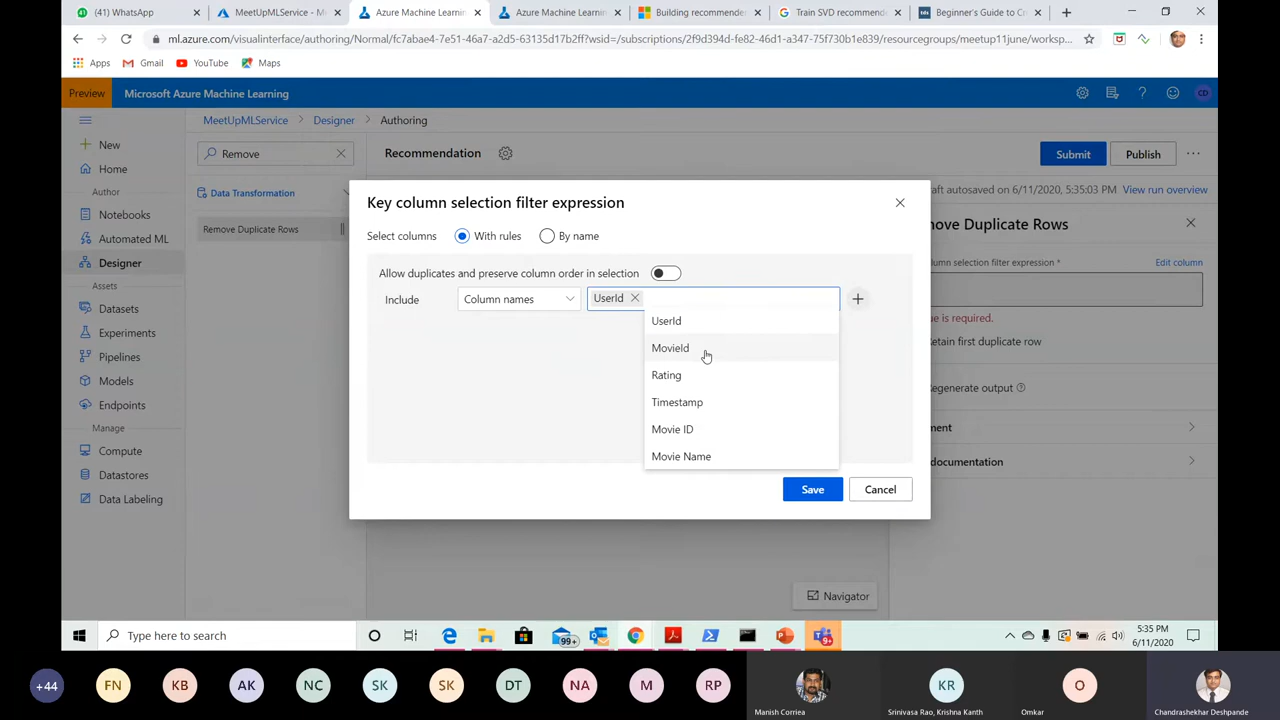 (41) WhatsApp
MeetUpMLService - M
Azure Machine Learnin
Azure Machine Learnin
Building recommende
Train SVD recommend
Beginner's Guide to Cr
ml.azure.com/visualinterface/authoring/Normal/fc7abae4-7e51-46a7-a2d5-63135d17b2ff?wsid=/subscriptions/2f9d394d-fe82-46d1-a347-75f730b1e839/resourcegroups/meetup11june/worksp...
Apps
Gmail
YouTube
Maps
Preview
Microsoft Azure Machine Learning
CD
MeetUpMLService
Designer
Authoring
New
Home
Author
Notebooks
Automated ML
Designer
Assets
Datasets
Experiments
Pipelines
Models
Endpoints
Manage
Compute
Datastores
Data Labeling
Remove
Data Transformation
Remove Duplicate Rows
Recommendation
Submit
Publish
aft autosaved on 6/11/2020, 5:35:03 PM
View run overview
ove Duplicate Rows
umn selection filter expression *
Edit column
e is required.
etain first duplicate row
egenerate output
ment
ocumentation
Key column selection filter expression
Select columns
With rules
By name
Allow duplicates and preserve column order in selection
Include
Column names
UserId
UserId
MovieId
Rating
Timestamp
Movie ID
Movie Name
Save
Cancel
Navigator
Type here to search
99+
9+
5:35 PM
6/11/2020
+44
FN
KB
AK
NC
SK
SK
DT
NA
M
RP
Manish Correa
KR
Srinivasa Rao, Krishna Kanth
O
Omkar
Chandrashekhar Deshpande